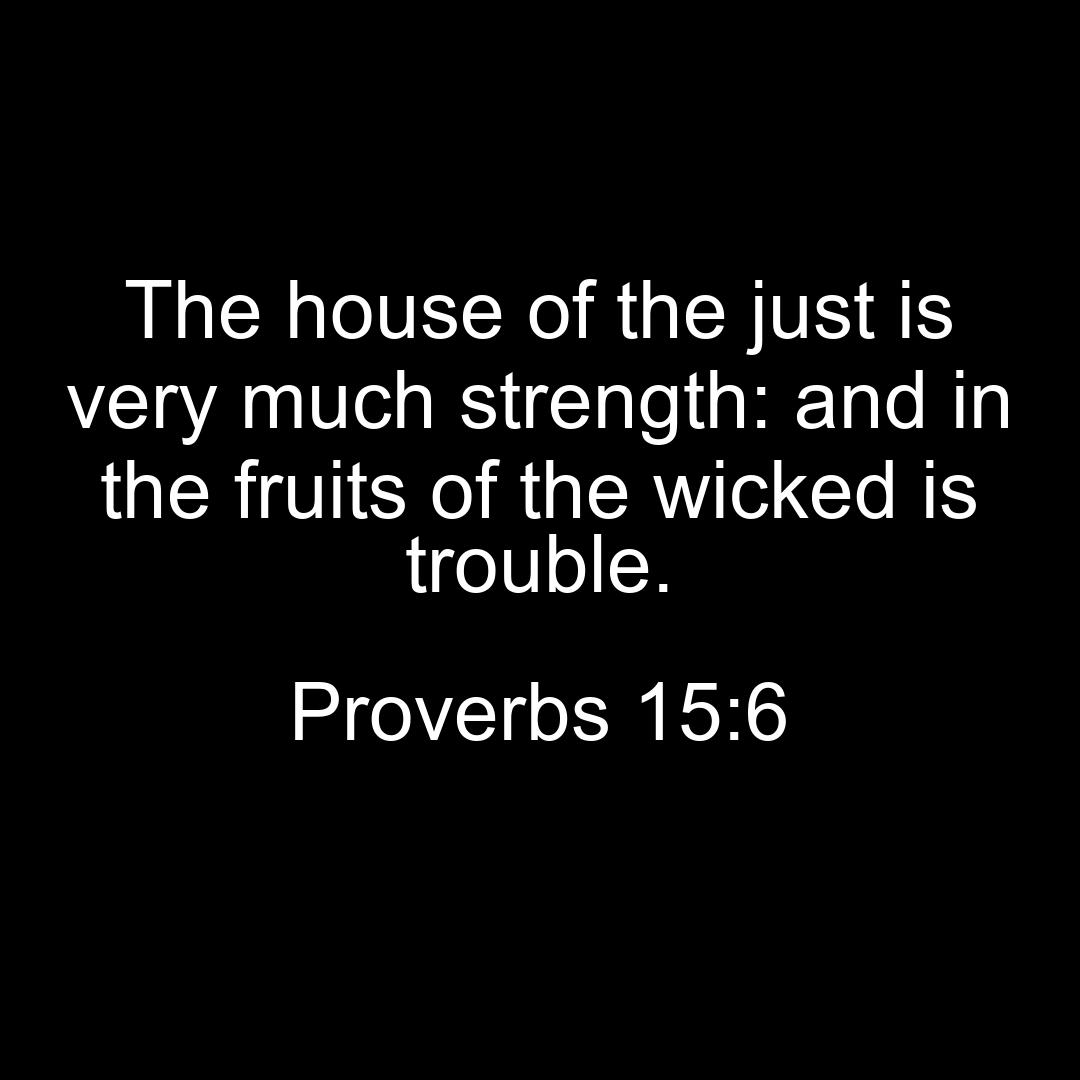 The house of the just is
very much strength: and in
the fruits of the wicked is
trouble.
Proverbs 15:6